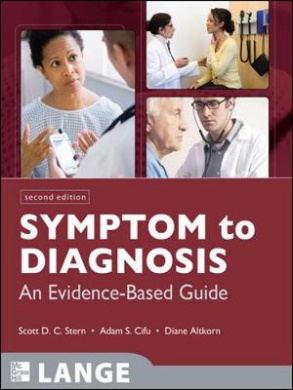 second edition
SYMPTOM to
DIAGNOSIS
An Evidence-Based Guide
Scott D. C. Stern • Adam S. Cifu • Diane Altkorn
LANGE